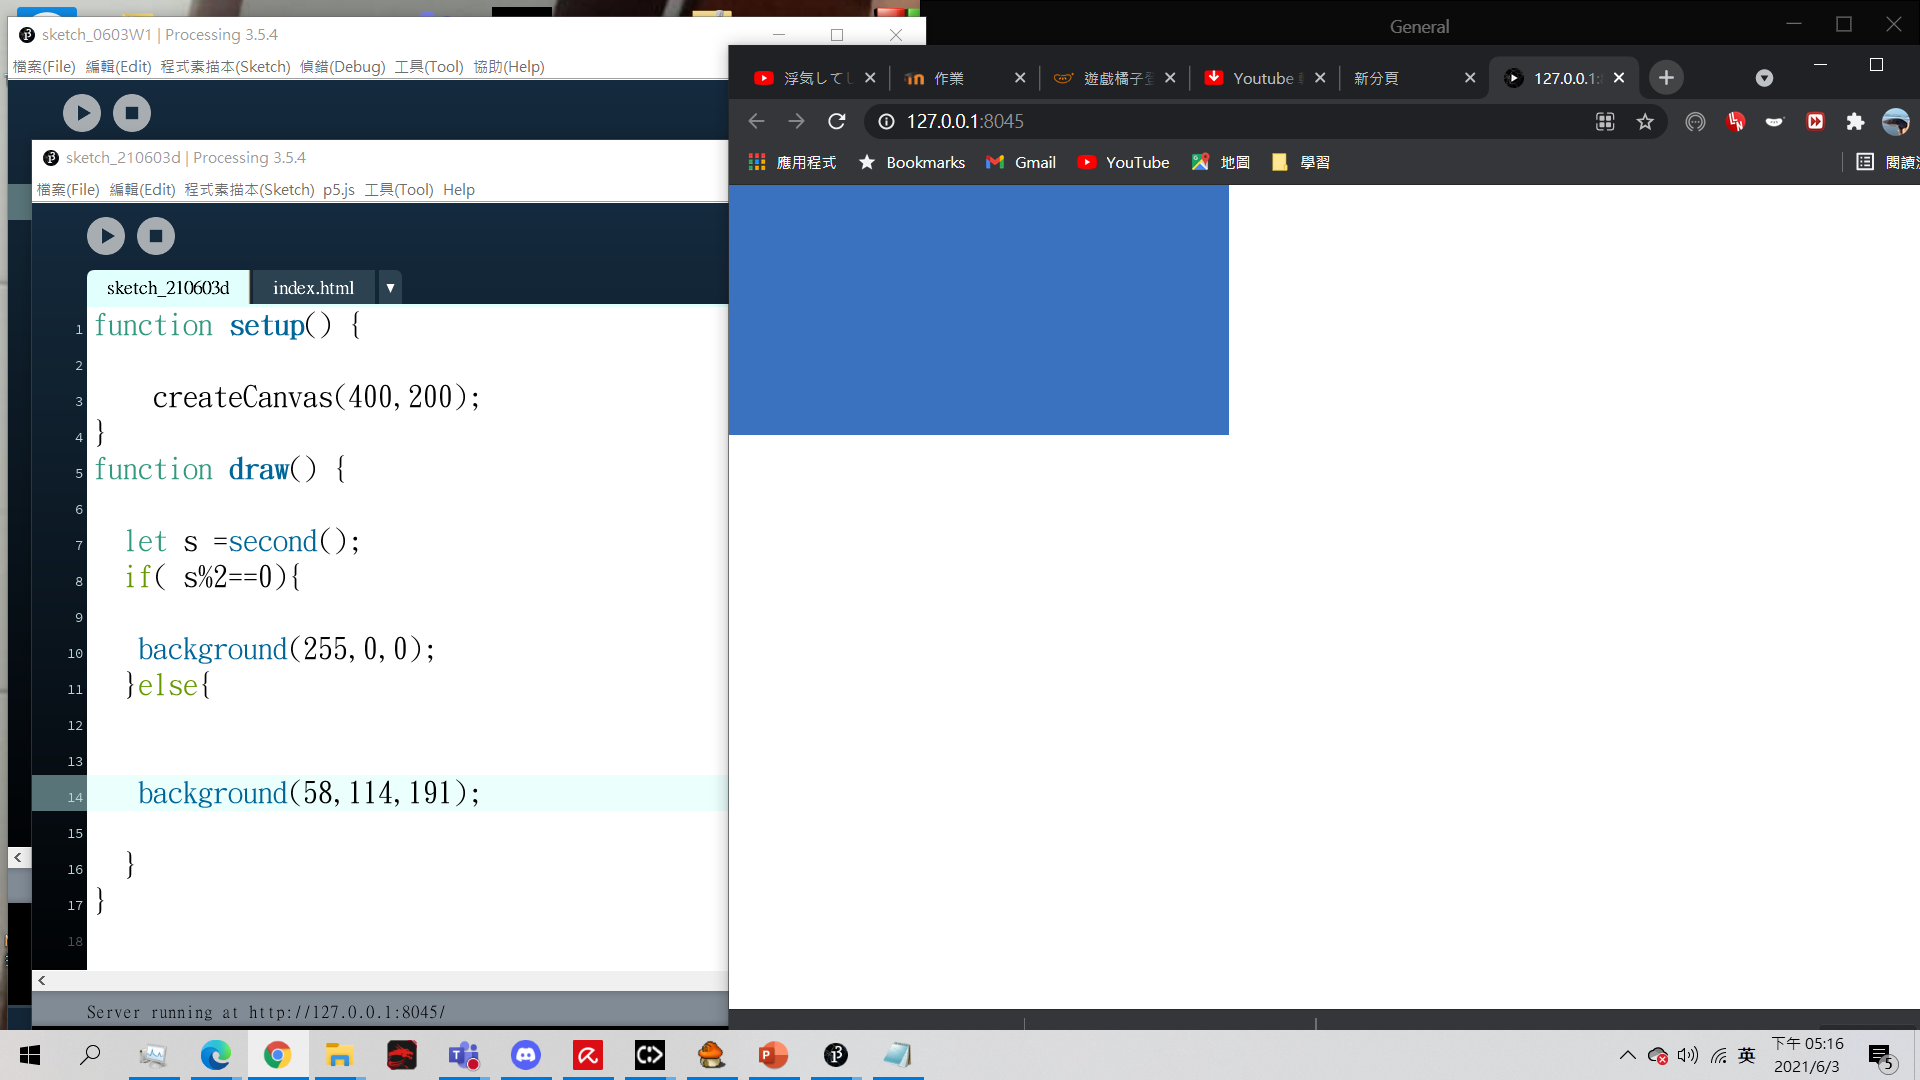 sketch_0603W1 | Processing 3.5.4
檔案(File) 編輯(Edit) 程式素描本(Sketch) 偵錯(Debug) 工具(Tool) 協助(Help)
sketch_210603d | Processing 3.5.4
檔案(File) 編輯(Edit) 程式素描本(Sketch) p5.js 工具(Tool) Help
sketch_210603d index.html
1 function setup() {
2
3 createCanvas(400,200);
4 }
5 function draw() {
6
7 let s =second();
8 if( s%2==0){
9
10 background(255,0,0);
11 }else{
12
13
14 background(58,114,191);
15
16 }
17 }
18
Server running at http://127.0.0.1:8045/
General
浮気して 作業 遊戲橘子 Youtube 新分頁 127.0.0.1:
127.0.0.1:8045
應用程式 Bookmarks Gmail YouTube 地圖 學習 閱讀
英
下午 05:16
2021/6/3
5